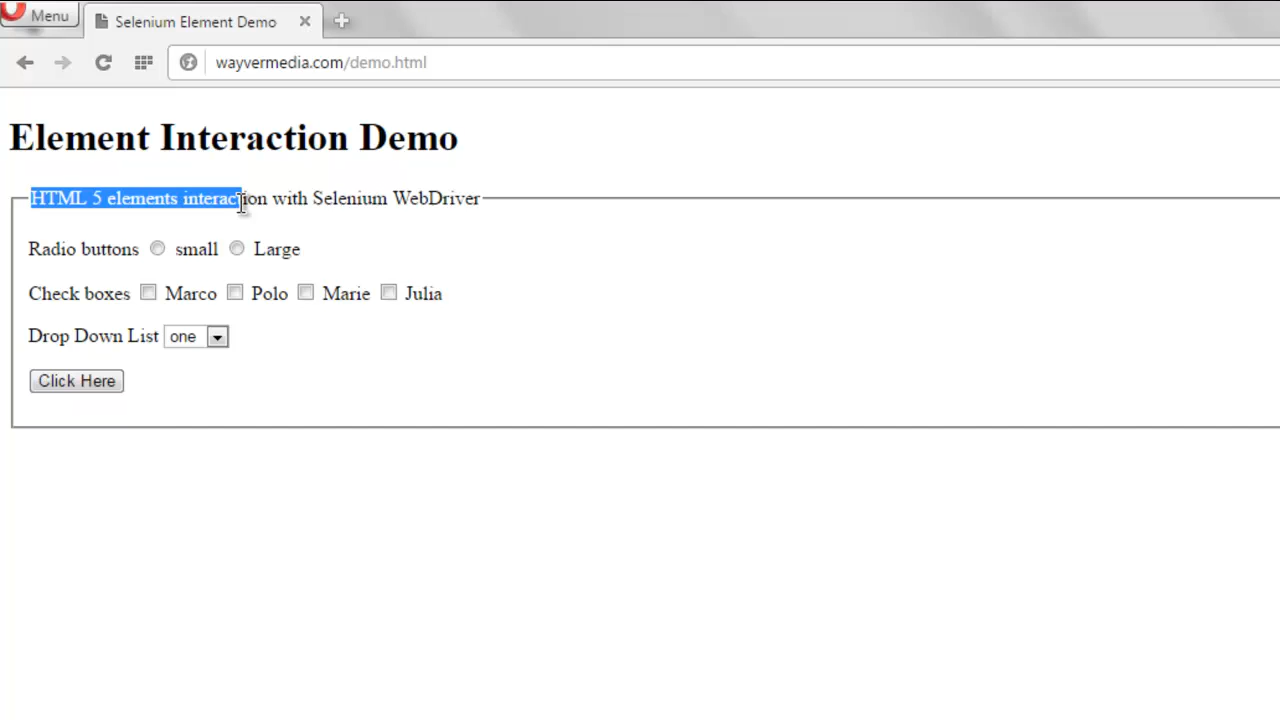 Menu
Selenium Element Demo
wayvermedia.com/demo.html
Element Interaction Demo
HTML 5 elements interaction with Selenium WebDriver
Radio buttons small Large
Check boxes Marco Polo Marie Julia
Drop Down List one
Click Here